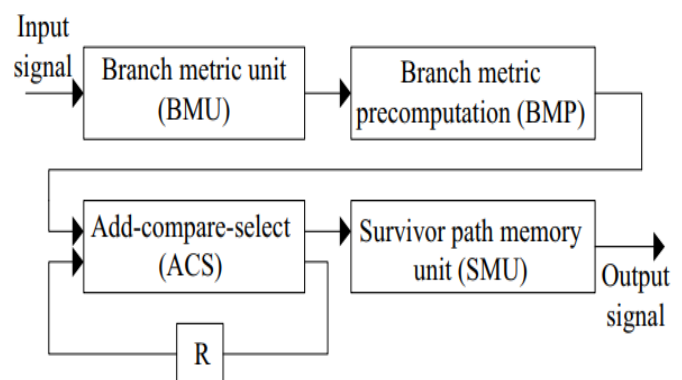 Input
signal
Branch metric unit
(BMU)
Branch metric
precomputation (BMP)
Add-compare-select
(ACS)
Survivor path memory
unit (SMU)
Output
signal
R